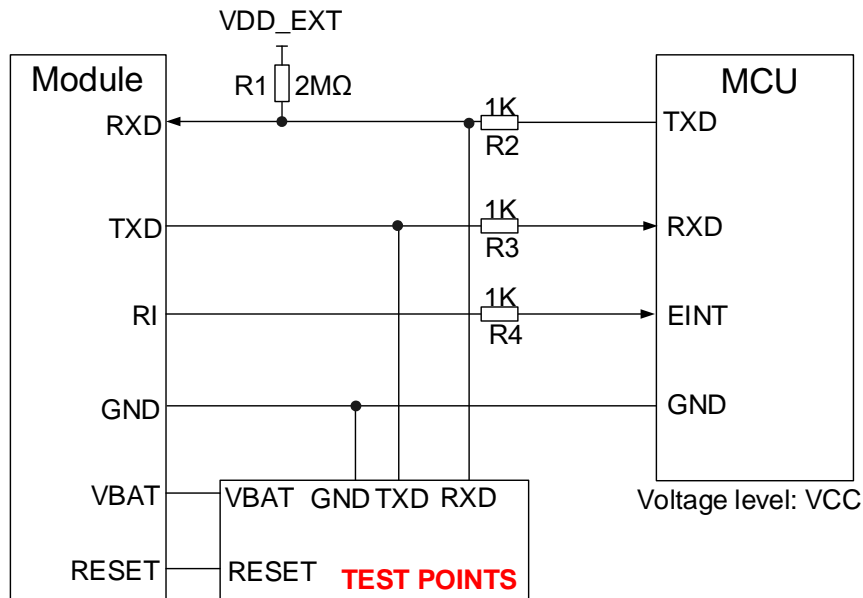 VDD_EXT
Module
R1 2MΩ
MCU
RXD
1K
R2
TXD
TXD
1K
R3
RXD
RI
1K
R4
EINT
GND
GND
VBAT
VBAT GND TXD RXD
Voltage level: VCC
RESET
RESET
TEST POINTS